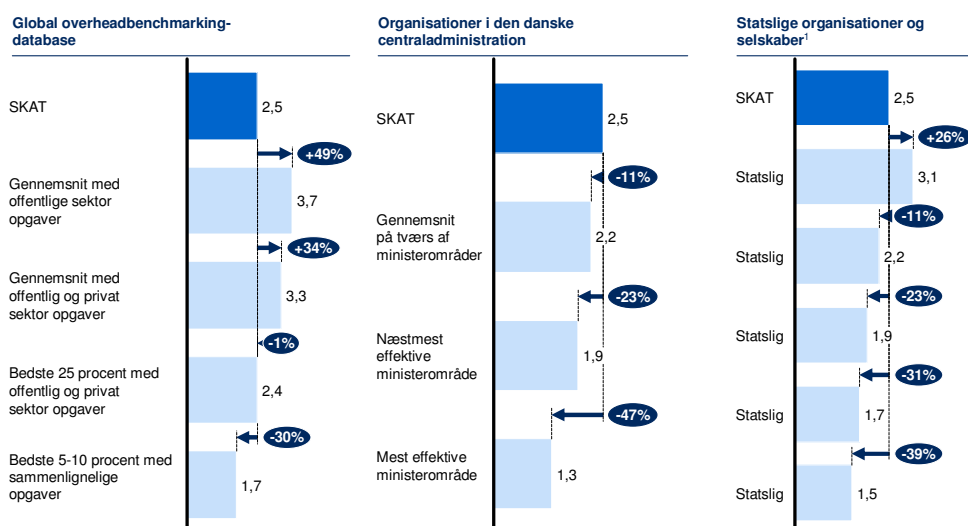 Global overheadbenchmarking-
database
SKAT
2,5
+49%
Gennemsnit med
offentlige sektor
opgaver
3,7
+34%
Gennemsnit med
offentlig og privat
sektor opgaver
3,3
-1%
Bedste 25 procent med
offentlig og privat
sektor opgaver
2,4
-30%
Bedste 5-10 procent med
sammenlignelige
opgaver
1,7
Organisationer i den danske
centraladministration
SKAT
2,5
-11%
Gennemsnit
på tværs af
ministerområder
2,2
-23%
Næstmest
effektive
ministerområde
1,9
-47%
Mest effektive
ministerområde
1,3
Statslige organisationer og
selskaber¹
SKAT
2,5
+26%
Statslig
3,1
-11%
Statslig
2,2
-23%
Statslig
1,9
-31%
Statslig
1,7
-39%
Statslig
1,5